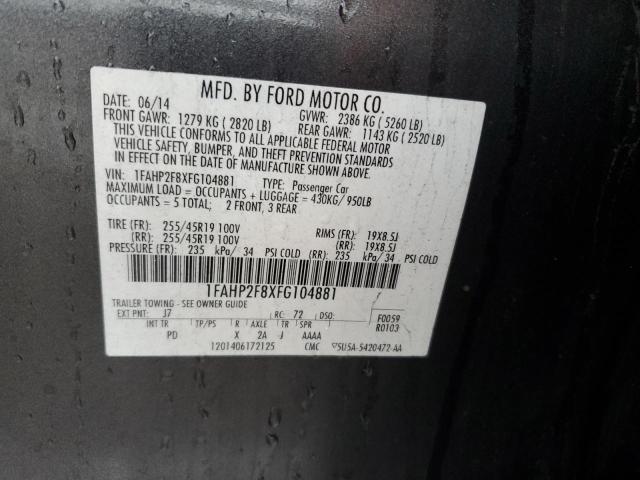 MFD. BY FORD MOTOR CO.
DATE: 06/14 GVWR: 2386 KG ( 5260 LB)
FRONT GAWR: 1279 KG ( 2820 LB) REAR GAWR: 1143 KG ( 2520 LB)
THIS VEHICLE CONFORMS TO ALL APPLICABLE FEDERAL MOTOR
VEHICLE SAFETY, BUMPER, AND THEFT PREVENTION STANDARDS
IN EFFECT ON THE DATE OF MANUFACTURE SHOWN ABOVE.
VIN: 1FAHP2F8XFG104881 TYPE: Passenger Car
MAXIMUM LOAD = OCCUPANTS + LUGGAGE = 430KG/ 950LB
OCCUPANTS = 5 TOTAL; 2 FRONT, 3 REAR
TIRE (FR): 255/45R19 100V RIMS (FR): 19X8.5J
(RR): 255/45R19 100V (RR): 19X8.5J
PRESSURE (FR): 235 kPa/ 34 PSI COLD (RR): 235 kPa/ 34 PSI COLD
1FAHP2F8XFG104881
TRAILER TOWING - SEE OWNER GUIDE
EXT PNT: J7 RC: 72 DSO: F0059
INT TR TP/PS R AXLE TR SPR R0103
PD X 2A J AAAA
1201406172125 CMC 5U5A-5420472-AA